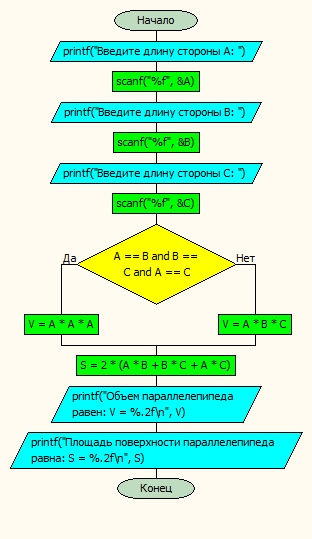 Начало
printf("Введите длину стороны A: ")
scanf("%f", &A)
printf("Введите длину стороны B: ")
scanf("%f", &B)
printf("Введите длину стороны C: ")
scanf("%f", &C)
A == B and B ==
C and A == C
Да
Нет
V = A * A * A
V = A * B * C
S = 2 * (A * B + B * C + A * C)
printf("Объем параллелепипеда
равен: V = %.2f\n", V)
printf("Площадь поверхности параллелепипеда
равна: S = %.2f\n", S)
Конец